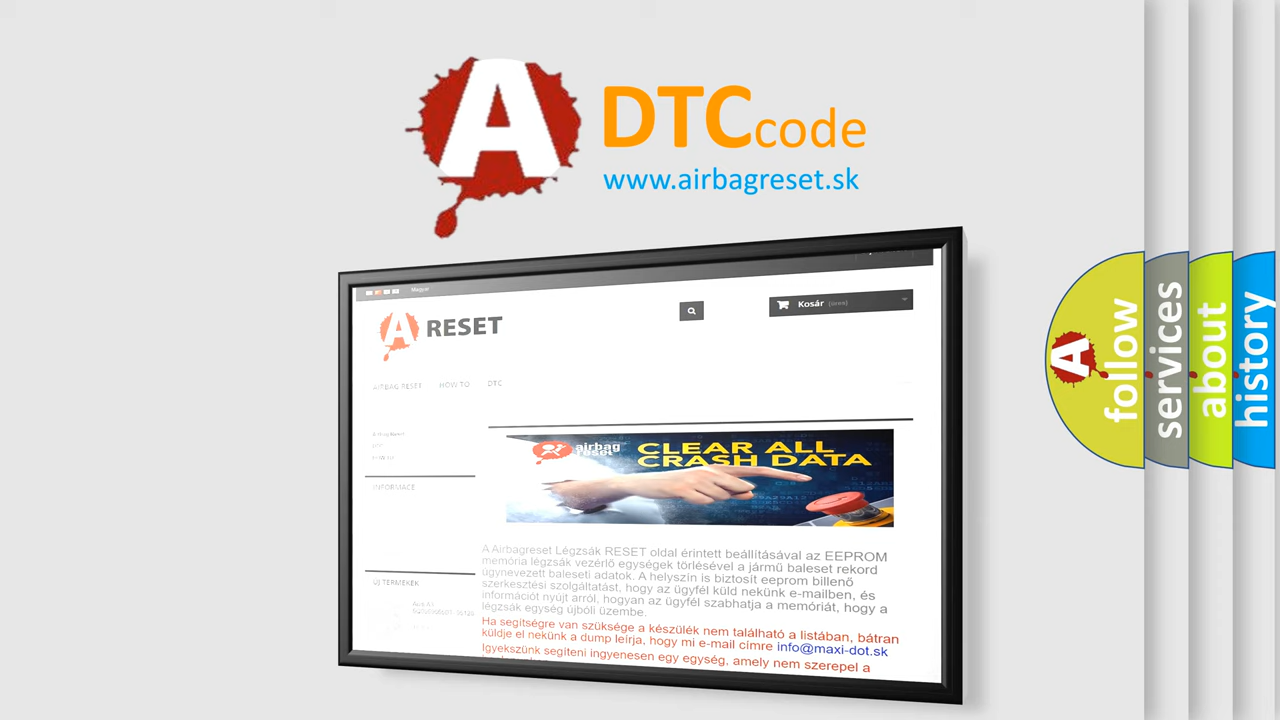 A
DTC code
www.airbagreset.sk
Magyar
A RESET
Kosár (üres)
AIRBAG RESET HOW TO DTC
INFORMACE
airbag
reset
CLEAR ALL
CRASH DATA
A Airbagreset Légzsák RESET oldal érintett beállításával az EEPROM
memória légzsák vezérlő egységek törlésével a jármű baleset rekord
úgynevezett baleseti adatok. A helyszín is biztosít eeprom billenő
szerkesztési szolgáltatást, hogy az ügyfél küld nekünk e-mailben, és
információt nyújt arról, hogyan az ügyfél szabhatja a memóriát, hogy a
légzsák egység újbóli üzembe.
Ha segítségre van szüksége a készülék nem található a listában, bátran
küldje el nekünk a dump leírja, hogy mi e-mail címre info@maxi-dot.sk
Igyekszünk segíteni ingyenesen egy egység, amely nem szerepel a
ÚJ TERMÉKEK
A
follow
services
about
history